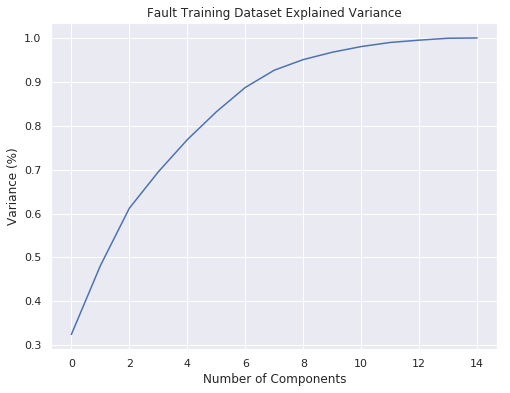 Fault Training Dataset Explained Variance
1.0
0.9
0.8
0.7
0.6
0.5
0.4
0.3
Variance (%)
0 2 4 6 8 10 12 14
Number of Components